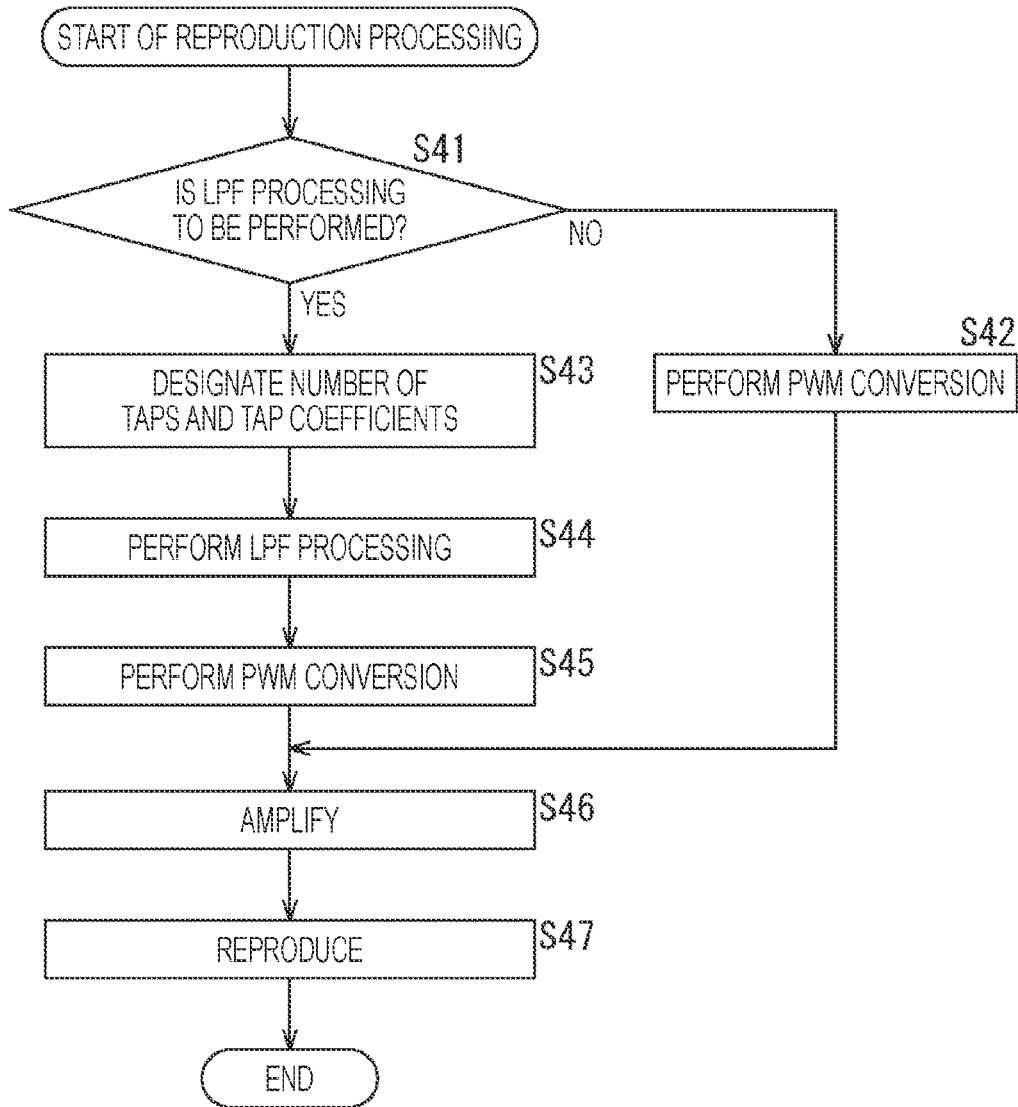 START OF REPRODUCTION PROCESSING
S41
IS LPF PROCESSING
TO BE PERFORMED?
NO
YES
S42
PERFORM PWM CONVERSION
S43
DESIGNATE NUMBER OF
TAPS AND TAP COEFFICIENTS
S44
PERFORM LPF PROCESSING
S45
PERFORM PWM CONVERSION
S46
AMPLIFY
S47
REPRODUCE
END